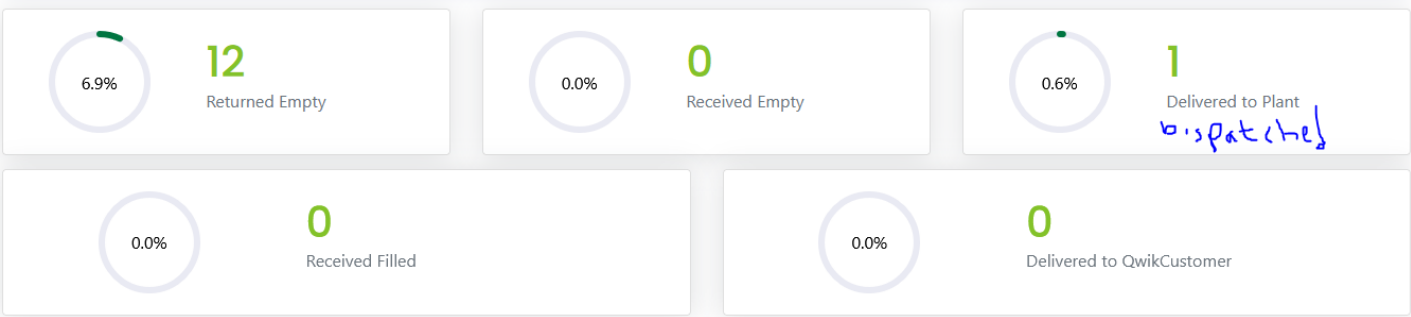 12
6.9%
Returned Empty
0
0.0%
Received Empty
1
0.6%
Delivered to Plant
Dispatched
0
0.0%
Received Filled
0
0.0%
Delivered to QwikCustomer